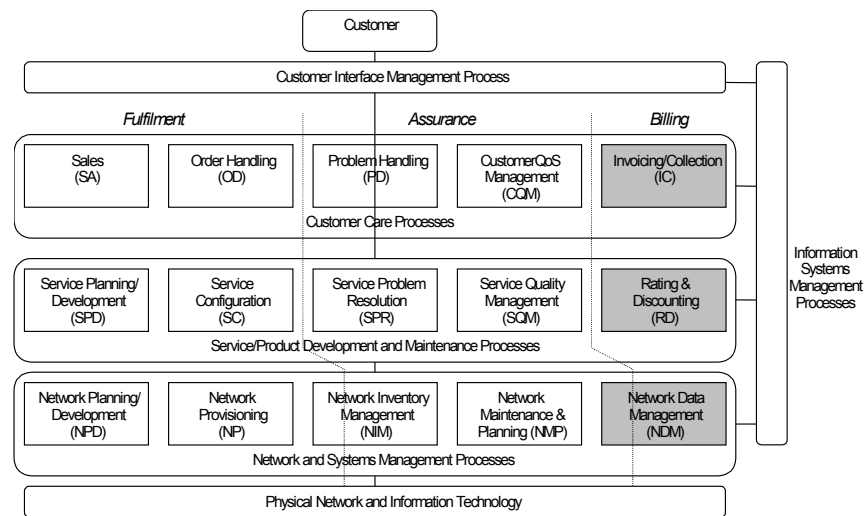 Customer
Customer Interface Management Process
Fulfilment
Assurance
Billing
Sales
(SA)
Order Handling
(OD)
Problem Handling
(PD)
CustomerQoS
Management
(CQM)
Invoicing/Collection
(IC)
Customer Care Processes
Service Planning/
Development
(SPD)
Service
Configuration
(SC)
Service Problem
Resolution
(SPR)
Service Quality
Management
(SQM)
Rating &
Discounting
(RD)
Service/Product Development and Maintenance Processes
Network Planning/
Development
(NPD)
Network
Provisioning
(NP)
Network Inventory
Management
(NIM)
Network
Maintenance &
Planning (NMP)
Network Data
Management
(NDM)
Network and Systems Management Processes
Physical Network and Information Technology
Information
Systems
Management
Processes